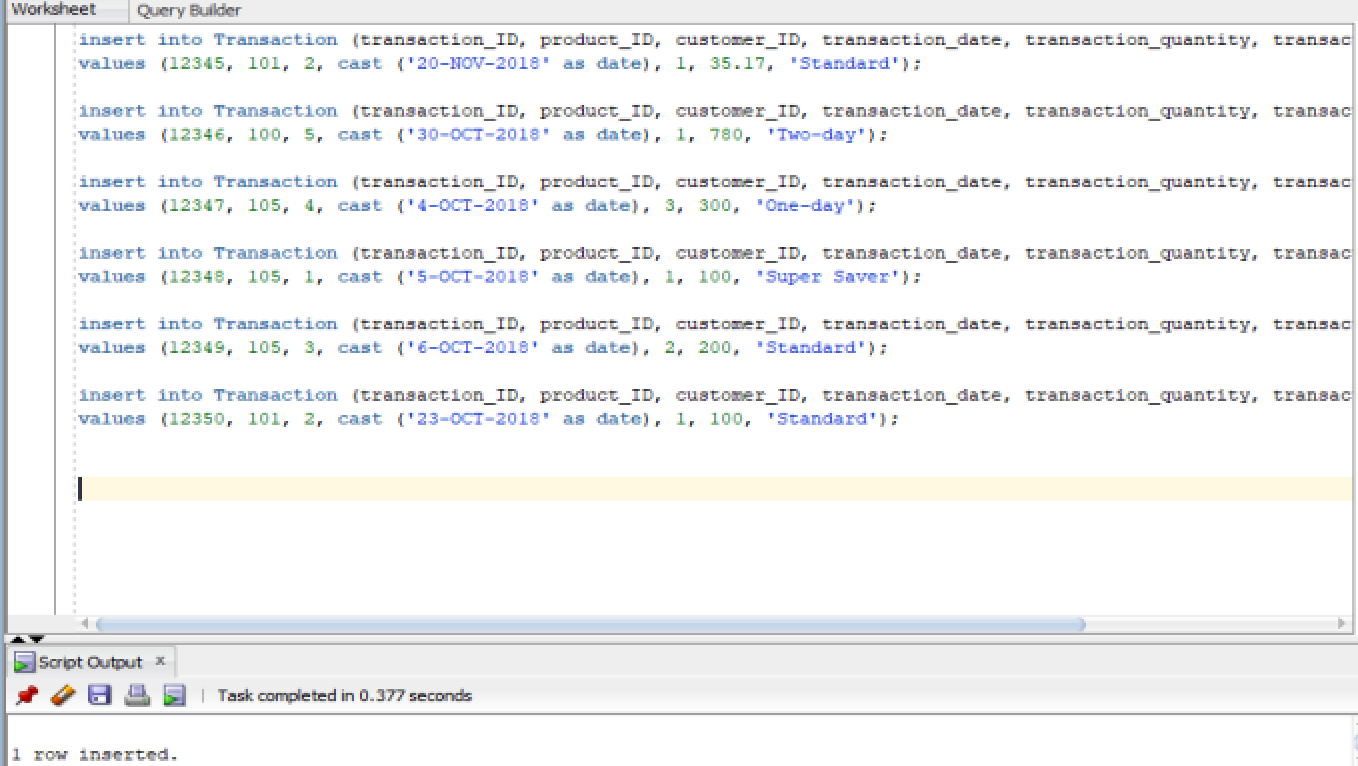 Worksheet Query Builder
insert into Transaction (transaction_ID, product_ID, customer_ID, transaction_date, transaction_quantity, transac
values (12345, 101, 2, cast ('20-NOV-2018' as date), 1, 35.17, 'Standard');
insert into Transaction (transaction_ID, product_ID, customer_ID, transaction_date, transaction_quantity, transac
values (12346, 100, 5, cast ('30-OCT-2018' as date), 1, 780, 'Two-day');
insert into Transaction (transaction_ID, product_ID, customer_ID, transaction_date, transaction_quantity, transac
values (12347, 105, 4, cast ('4-OCT-2018' as date), 3, 300, 'One-day');
insert into Transaction (transaction_ID, product_ID, customer_ID, transaction_date, transaction_quantity, transac
values (12348, 105, 1, cast ('5-OCT-2018' as date), 1, 100, 'Super Saver');
insert into Transaction (transaction_ID, product_ID, customer_ID, transaction_date, transaction_quantity, transac
values (12349, 105, 3, cast ('6-OCT-2018' as date), 2, 200, 'Standard');
insert into Transaction (transaction_ID, product_ID, customer_ID, transaction_date, transaction_quantity, transac
values (12350, 101, 2, cast ('23-OCT-2018' as date), 1, 100, 'Standard');
Script Output x
| Task completed in 0.377 seconds
1 row inserted.